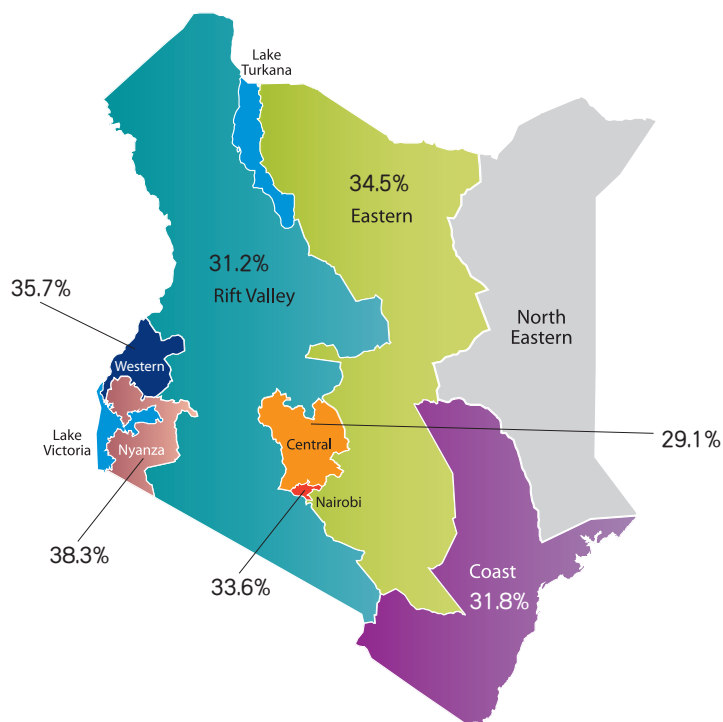 Lake
Turkana
34.5%
Eastern
31.2%
Rift Valley
35.7%
North
Eastern
Western
Lake
Victoria
Nyanza
Central
29.1%
Nairobi
38.3%
33.6%
Coast
31.8%